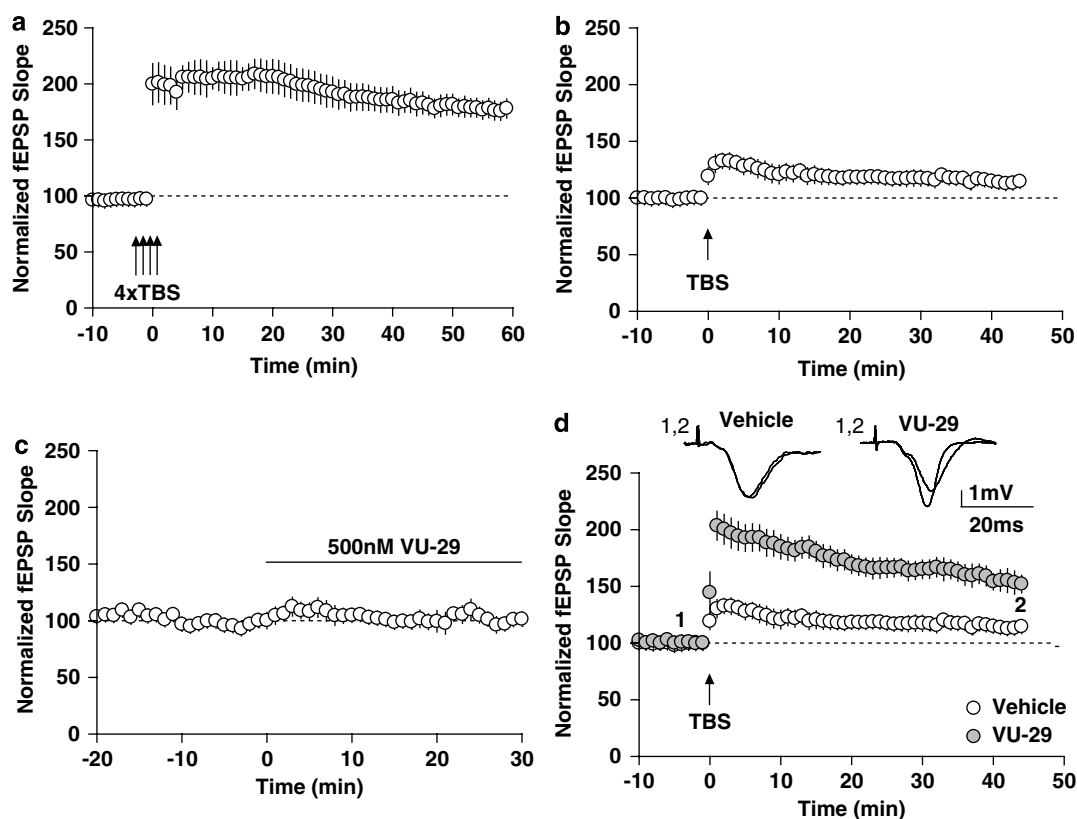 a
250
200
150
100
50
0
Normalized fEPSP Slope
4xTBS
-10 0 10 20 30 40 50 60
Time (min)
b
250
200
150
100
50
0
Normalized fEPSP Slope
TBS
-10 0 10 20 30 40 50
Time (min)
c
250
200
150
100
50
0
Normalized fEPSP Slope
500nM VU-29
-20 -10 0 10 20 30
Time (min)
d
1,2 Vehicle
1,2 VU-29
1mV
20ms
250
200
150
100
50
0
Normalized fEPSP Slope
1
2
TBS
Vehicle
VU-29
-10 0 10 20 30 40 50
Time (min)